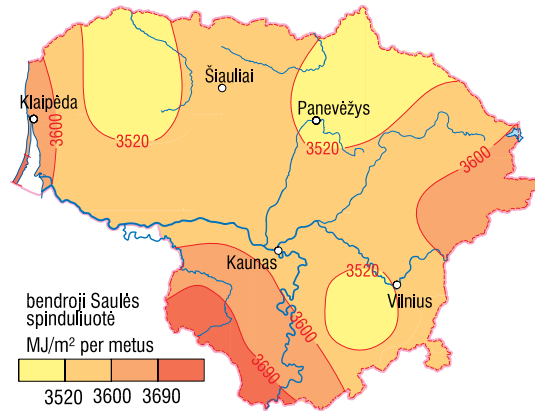 Šiauliai
Klaipėda
Panevėžys
3600
3520
3520
3600
Kaunas
3520
Vilnius
3600
3690
bendroji Saulės
spinduliuotė
MJ/m² per metus
3520 3600 3690